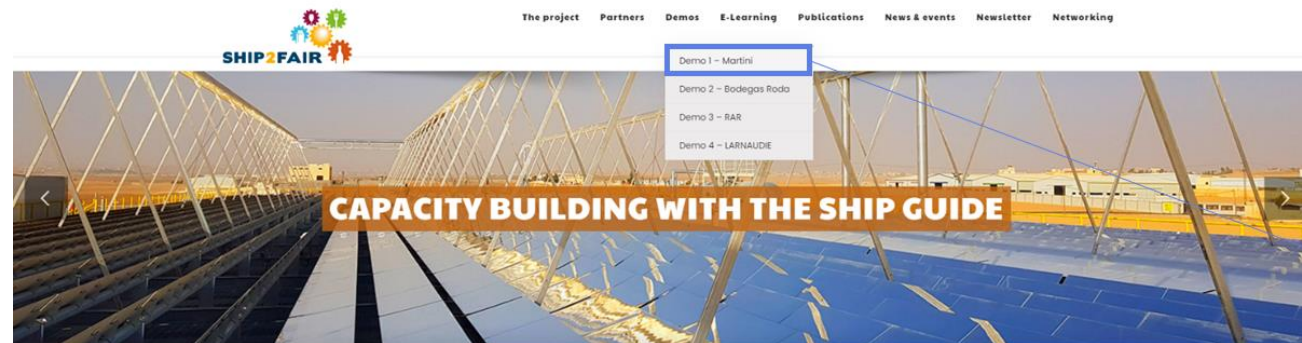 The project Partners Demos E-Learning Publications News & events Newsletter Networking
SHIP2FAIR
Demo 1 – Martini
Demo 2 – Bodegas Roda
Demo 3 – RAR
Demo 4 – LARNAUDIE
CAPACITY BUILDING WITH THE SHIP GUIDE